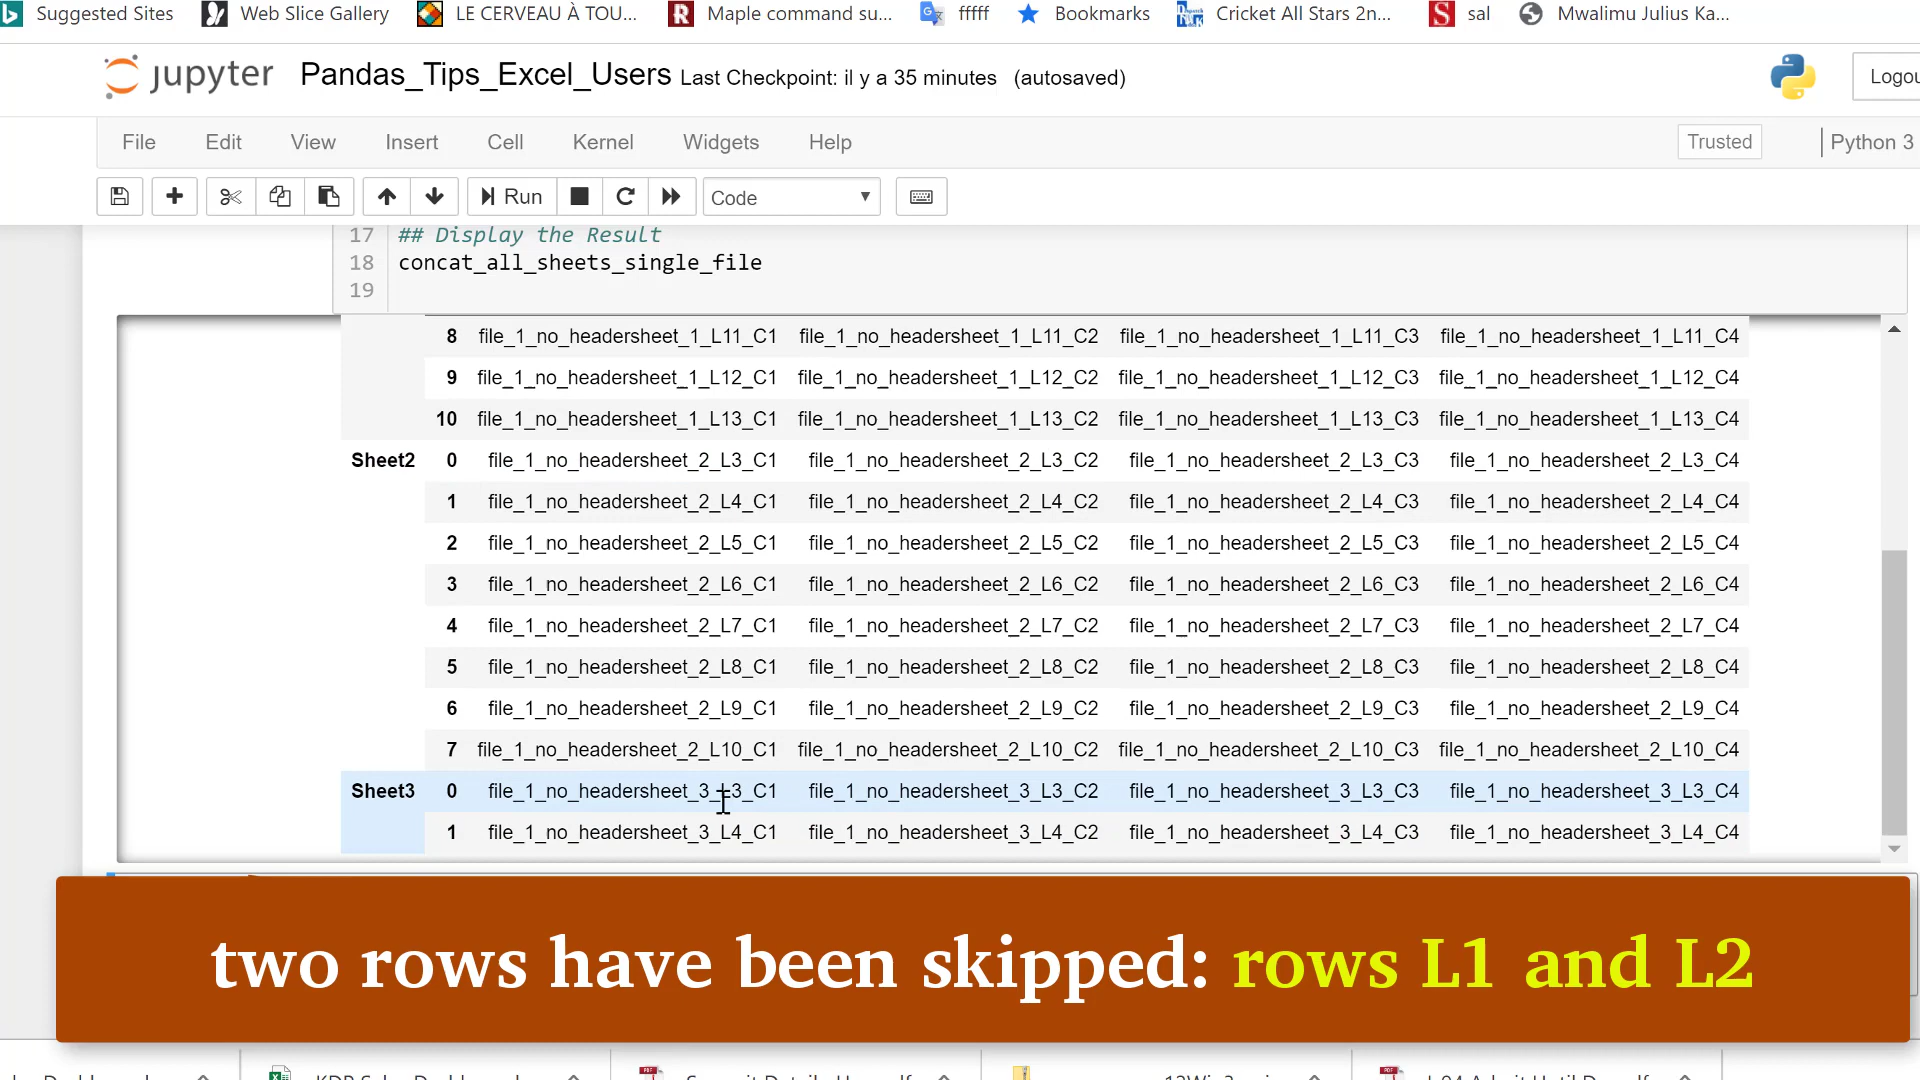 Suggested Sites Web Slice Gallery LE CERVEAU À TOU... Maple command su... fffff Bookmarks Cricket All Stars 2n... sal Mwalimu Julius Ka...
jupyter Pandas_Tips_Excel_Users Last Checkpoint: il y a 35 minutes (autosaved) Logou
File Edit View Insert Cell Kernel Widgets Help Trusted Python 3
Run Code
17 ## Display the Result
18 concat_all_sheets_single_file
19
8 file_1_no_headersheet_1_L11_C1 file_1_no_headersheet_1_L11_C2 file_1_no_headersheet_1_L11_C3 file_1_no_headersheet_1_L11_C4
9 file_1_no_headersheet_1_L12_C1 file_1_no_headersheet_1_L12_C2 file_1_no_headersheet_1_L12_C3 file_1_no_headersheet_1_L12_C4
10 file_1_no_headersheet_1_L13_C1 file_1_no_headersheet_1_L13_C2 file_1_no_headersheet_1_L13_C3 file_1_no_headersheet_1_L13_C4
Sheet2 0 file_1_no_headersheet_2_L3_C1 file_1_no_headersheet_2_L3_C2 file_1_no_headersheet_2_L3_C3 file_1_no_headersheet_2_L3_C4
1 file_1_no_headersheet_2_L4_C1 file_1_no_headersheet_2_L4_C2 file_1_no_headersheet_2_L4_C3 file_1_no_headersheet_2_L4_C4
2 file_1_no_headersheet_2_L5_C1 file_1_no_headersheet_2_L5_C2 file_1_no_headersheet_2_L5_C3 file_1_no_headersheet_2_L5_C4
3 file_1_no_headersheet_2_L6_C1 file_1_no_headersheet_2_L6_C2 file_1_no_headersheet_2_L6_C3 file_1_no_headersheet_2_L6_C4
4 file_1_no_headersheet_2_L7_C1 file_1_no_headersheet_2_L7_C2 file_1_no_headersheet_2_L7_C3 file_1_no_headersheet_2_L7_C4
5 file_1_no_headersheet_2_L8_C1 file_1_no_headersheet_2_L8_C2 file_1_no_headersheet_2_L8_C3 file_1_no_headersheet_2_L8_C4
6 file_1_no_headersheet_2_L9_C1 file_1_no_headersheet_2_L9_C2 file_1_no_headersheet_2_L9_C3 file_1_no_headersheet_2_L9_C4
7 file_1_no_headersheet_2_L10_C1 file_1_no_headersheet_2_L10_C2 file_1_no_headersheet_2_L10_C3 file_1_no_headersheet_2_L10_C4
Sheet3 0 file_1_no_headersheet_3_L3_C1 file_1_no_headersheet_3_L3_C2 file_1_no_headersheet_3_L3_C3 file_1_no_headersheet_3_L3_C4
1 file_1_no_headersheet_3_L4_C1 file_1_no_headersheet_3_L4_C2 file_1_no_headersheet_3_L4_C3 file_1_no_headersheet_3_L4_C4
two rows have been skipped: rows L1 and L2